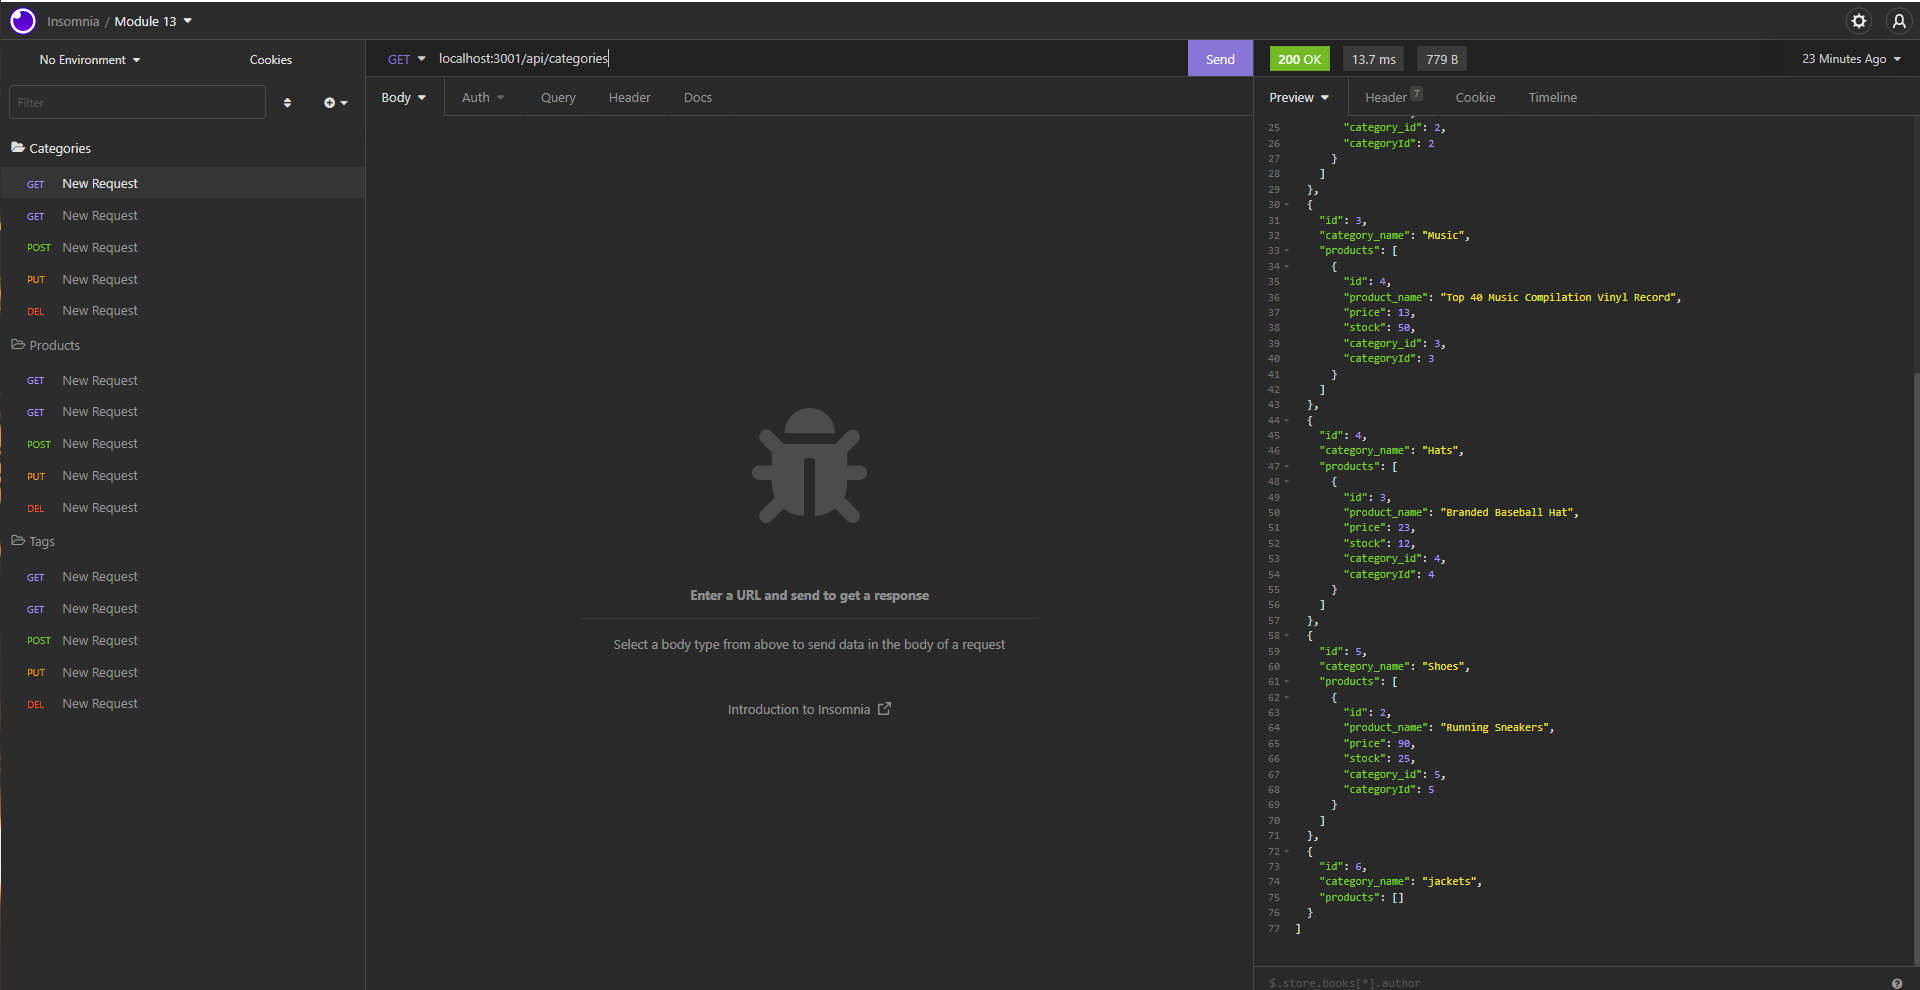 Insomnia / Module 13
No Environment
Cookies
Filter
Categories
GET New Request
GET New Request
POST New Request
PUT New Request
DEL New Request
Products
GET New Request
GET New Request
POST New Request
PUT New Request
DEL New Request
Tags
GET New Request
GET New Request
POST New Request
PUT New Request
DEL New Request
GET localhost:3001/api/categories
Send
Body Auth Query Header Docs
Enter a URL and send to get a response
Select a body type from above to send data in the body of a request
Introduction to Insomnia
200 OK 13.7 ms 779 B 23 Minutes Ago
Preview Header 7 Cookie Timeline
25 "category_id": 2,
26 "categoryId": 2
27 }
28 ]
29 },
30 {
31 "id": 3,
32 "category_name": "Music",
33 "products": [
34 {
35 "id": 4,
36 "product_name": "Top 40 Music Compilation Vinyl Record",
37 "price": 13,
38 "stock": 50,
39 "category_id": 3,
40 "categoryId": 3
41 }
42 ]
43 },
44 {
45 "id": 4,
46 "category_name": "Hats",
47 "products": [
48 {
49 "id": 3,
50 "product_name": "Branded Baseball Hat",
51 "price": 23,
52 "stock": 12,
53 "category_id": 4,
54 "categoryId": 4
55 }
56 ]
57 },
58 {
59 "id": 5,
60 "category_name": "Shoes",
61 "products": [
62 {
63 "id": 2,
64 "product_name": "Running Sneakers",
65 "price": 90,
66 "stock": 25,
67 "category_id": 5,
68 "categoryId": 5
69 }
70 ]
71 },
72 {
73 "id": 6,
74 "category_name": "jackets",
75 "products": []
76 }
77 ]
$.store.books[*].author